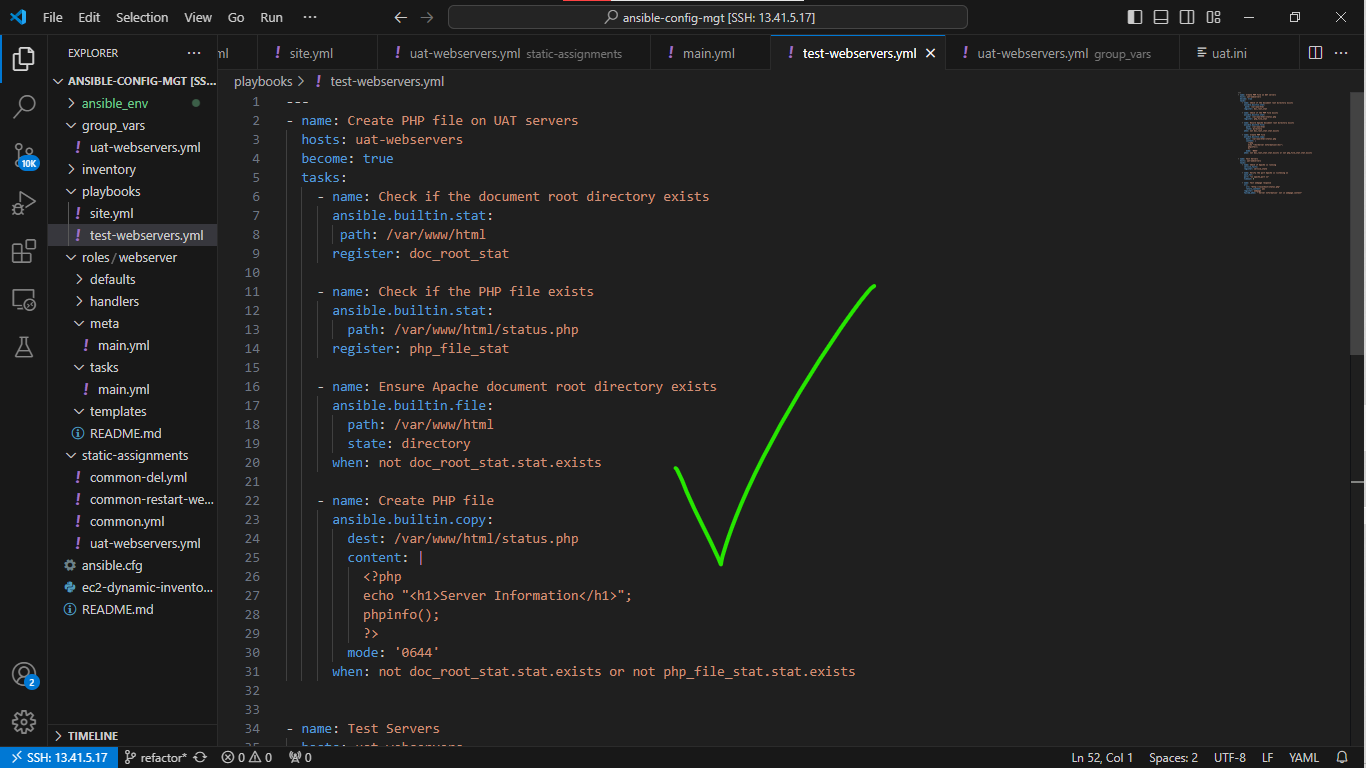 File Edit Selection View Go Run ··· ansible-config-mgt [SSH: 13.41.5.17]
EXPLORER ···
ml site.yml uat-webservers.yml static-assignments main.yml test-webservers.yml uat-webservers.yml group_vars uat.ini ···
ANSIBLE-CONFIG-MGT [SS...
ansible_env
group_vars
uat-webservers.yml
inventory
playbooks
site.yml
test-webservers.yml
roles / webserver
defaults
handlers
meta
main.yml
tasks
main.yml
templates
README.md
static-assignments
common-del.yml
common-restart-we...
common.yml
uat-webservers.yml
ansible.cfg
ec2-dynamic-invento...
README.md
TIMELINE
10K
2
playbooks > test-webservers.yml
1 ---
2 - name: Create PHP file on UAT servers
3 hosts: uat-webservers
4 become: true
5 tasks:
6 - name: Check if the document root directory exists
7 ansible.builtin.stat:
8 path: /var/www/html
9 register: doc_root_stat
10
11 - name: Check if the PHP file exists
12 ansible.builtin.stat:
13 path: /var/www/html/status.php
14 register: php_file_stat
15
16 - name: Ensure Apache document root directory exists
17 ansible.builtin.file:
18 path: /var/www/html
19 state: directory
20 when: not doc_root_stat.stat.exists
21
22 - name: Create PHP file
23 ansible.builtin.copy:
24 dest: /var/www/html/status.php
25 content: |
26 <?php
27 echo "<h1>Server Information</h1>";
28 phpinfo();
29 ?>
30 mode: '0644'
31 when: not doc_root_stat.stat.exists or not php_file_stat.stat.exists
32
33
34 - name: Test Servers
SSH: 13.41.5.17 refactor* 0 0 0 Ln 52, Col 1 Spaces: 2 UTF-8 LF YAML